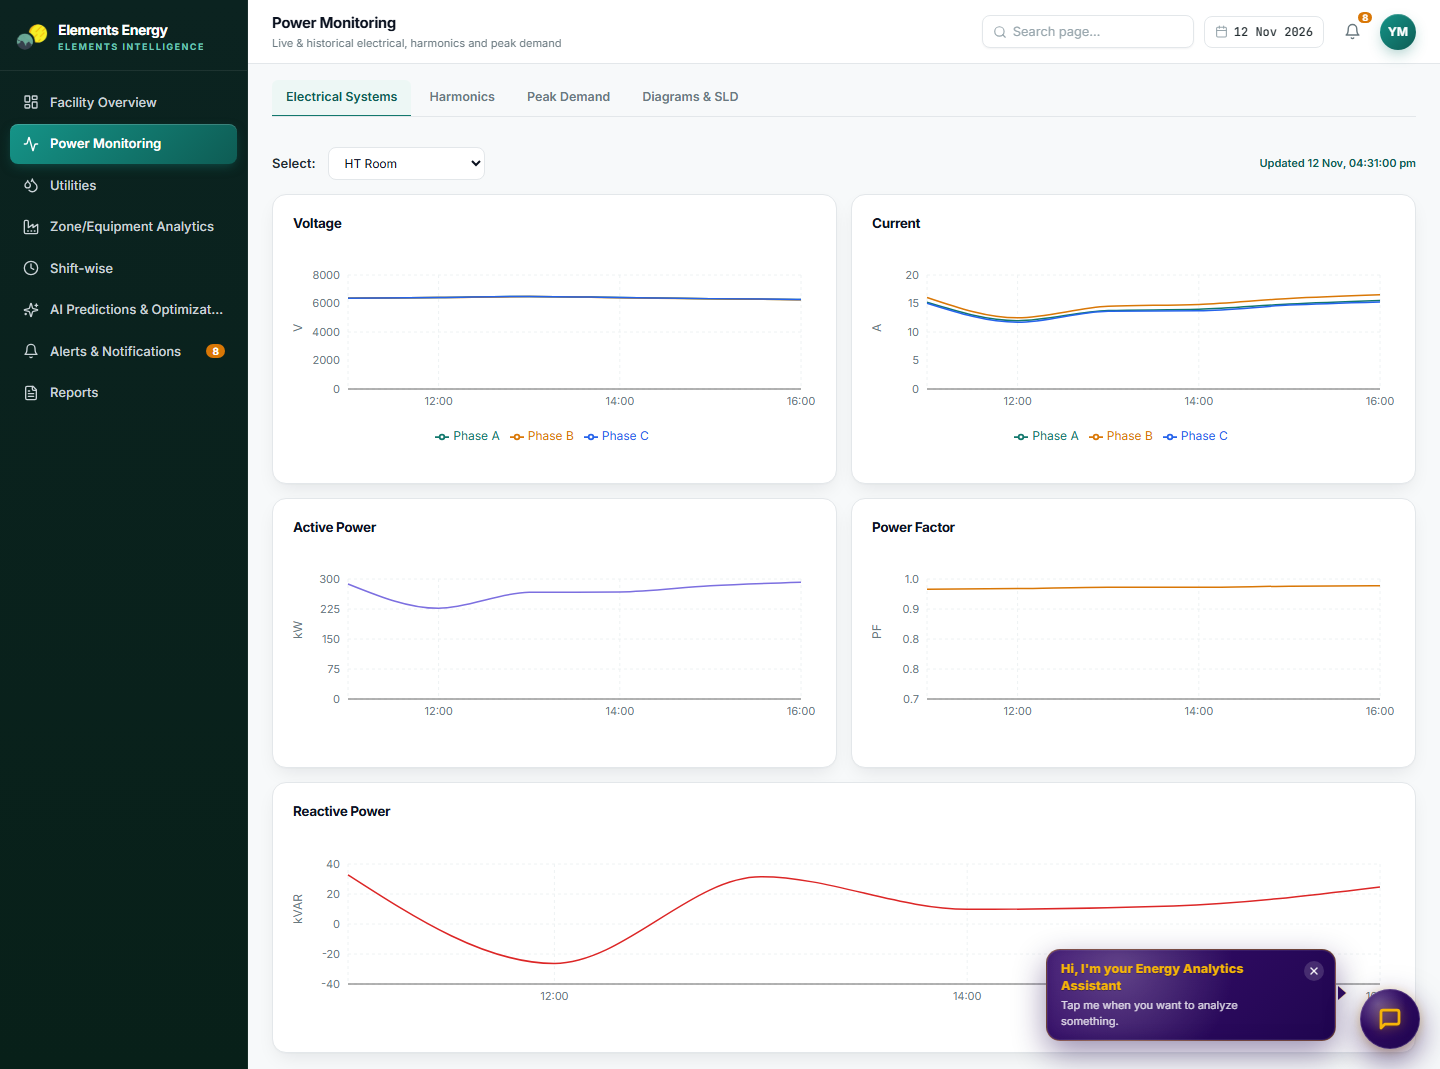 Elements Energy
ELEMENTS INTELLIGENCE
Facility Overview
Power Monitoring
Utilities
Zone/Equipment Analytics
Shift-wise
AI Predictions & Optimizat...
Alerts & Notifications 8
Reports
Power Monitoring
Live & historical electrical, harmonics and peak demand
Search page...
12 Nov 2026
8
YM
Electrical Systems Harmonics Peak Demand Diagrams & SLD
Select: HT Room
Updated 12 Nov, 04:31:00 pm
Voltage
8000
6000
4000
2000
0
V
12:00 14:00 16:00
Phase A Phase B Phase C
Current
20
15
10
5
0
A
12:00 14:00 16:00
Phase A Phase B Phase C
Active Power
300
225
150
75
0
kW
12:00 14:00 16:00
Power Factor
1.0
0.9
0.8
0.8
0.7
PF
12:00 14:00 16:00
Reactive Power
40
20
0
-20
-40
kVAR
12:00 14:00
Hi, I'm your Energy Analytics
Assistant
Tap me when you want to analyze
something.